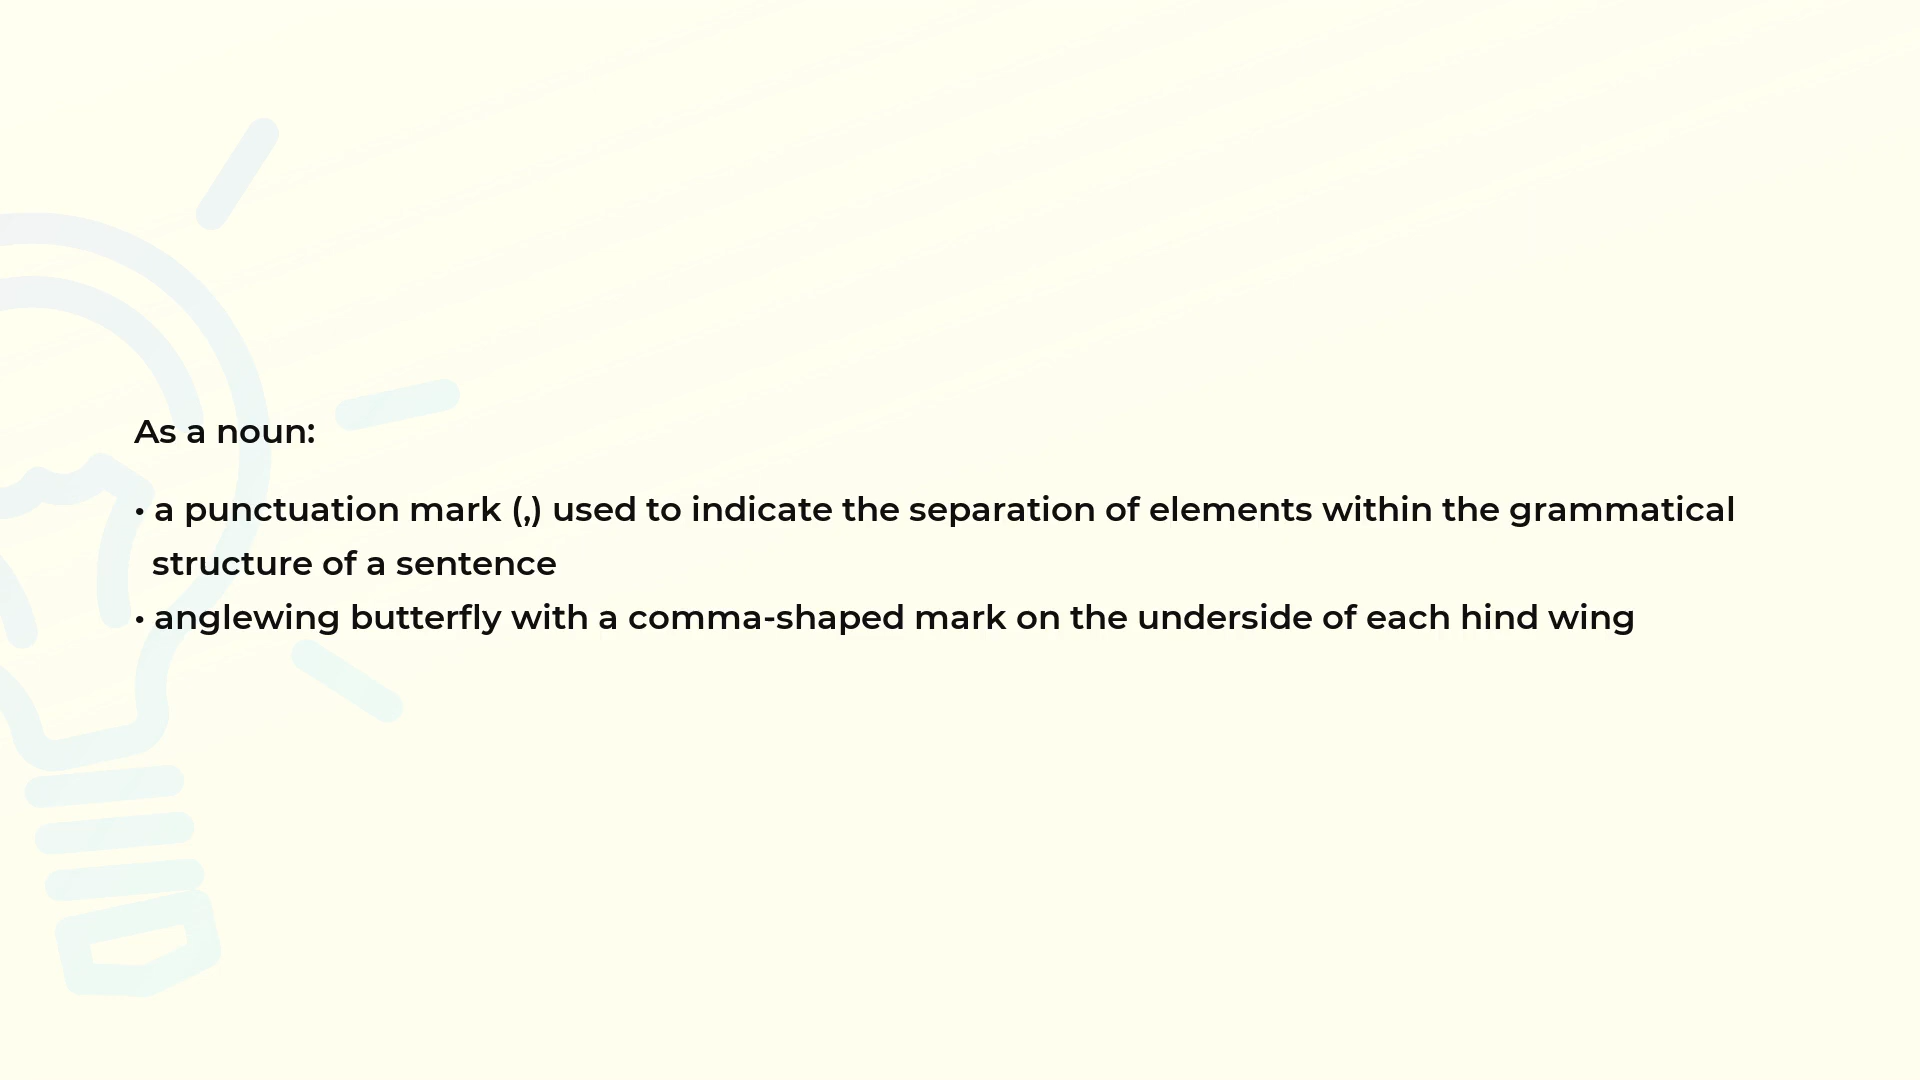 As a noun:
• a punctuation mark (,) used to indicate the separation of elements within the grammatical
structure of a sentence
• anglewing butterfly with a comma-shaped mark on the underside of each hind wing